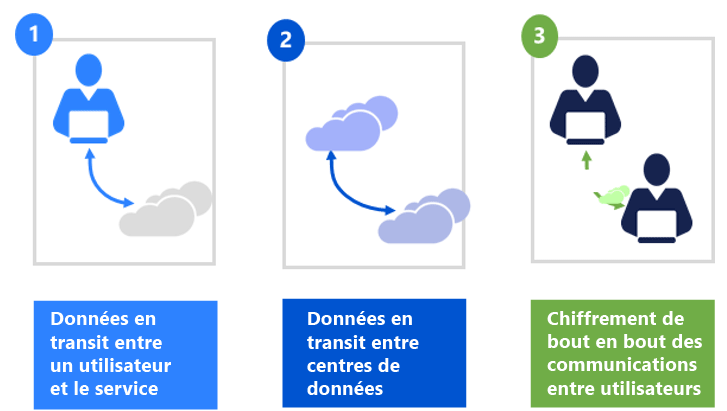 1
2
3
Données en
transit entre
un utilisateur
et le service
Données en
transit entre
centres de
données
Chiffrement de
bout en bout des
communications
entre utilisateurs